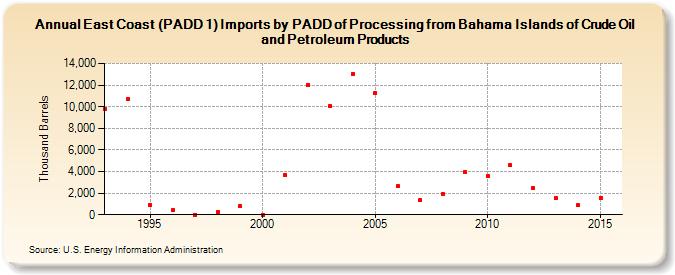 Annual East Coast (PADD 1) Imports by PADD of Processing from Bahama Islands of Crude Oil
and Petroleum Products
Thousand Barrels
14,000
12,000
10,000
8,000
6,000
4,000
2,000
0
1995 2000 2005 2010 2015
Source: U.S. Energy Information Administration